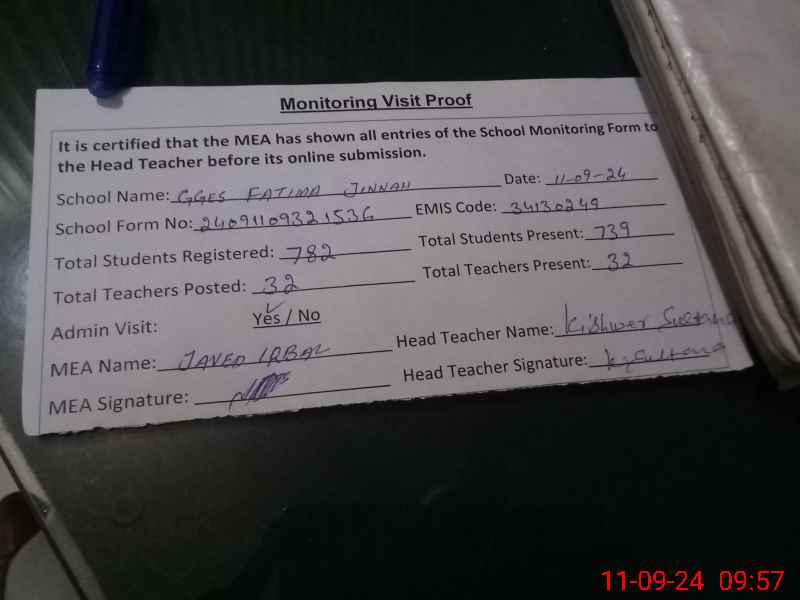 Monitoring Visit Proof
It is certified that the MEA has shown all entries of the School Monitoring Form to
the Head Teacher before its online submission.
School Name: GGES FATIMA JINNAH Date: 11-09-24
School Form No: 24091109321536 EMIS Code: 34130249
Total Students Registered: 782 Total Students Present: 739
Total Teachers Posted: 32 Total Teachers Present: 32
Admin Visit: Yes / No
MEA Name: JAVED IQBAL Head Teacher Name: Kishwer Sultana
MEA Signature: Head Teacher Signature: K. Sultana
11-09-24 09:57